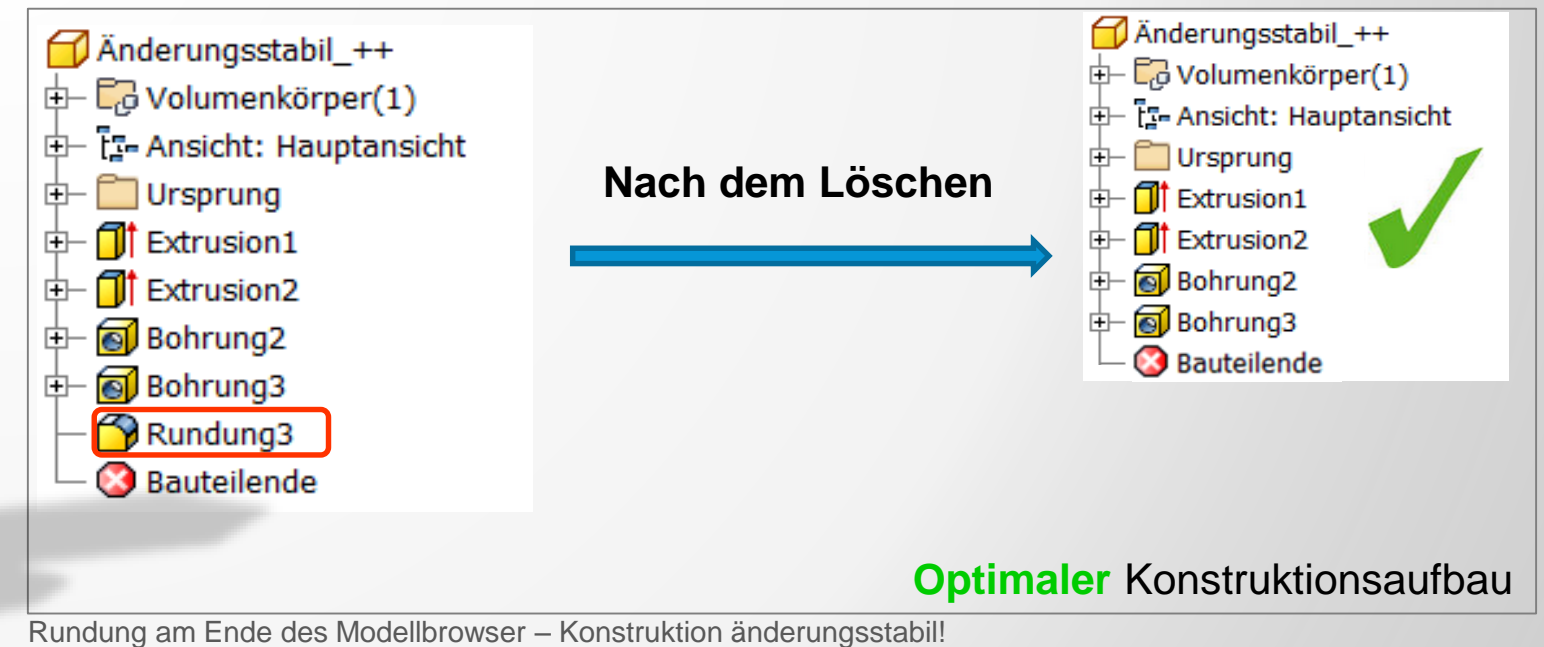 Änderungsstabil_++
Volumenkörper(1)
Ansicht: Hauptansicht
Ursprung
Extrusion1
Extrusion2
Bohrung2
Bohrung3
Rundung3
Bauteilende
Nach dem Löschen
Änderungsstabil_++
Volumenkörper(1)
Ansicht: Hauptansicht
Ursprung
Extrusion1
Extrusion2
Bohrung2
Bohrung3
Bauteilende
Optimaler Konstruktionsaufbau
Rundung am Ende des Modellbrowser – Konstruktion änderungsstabil!